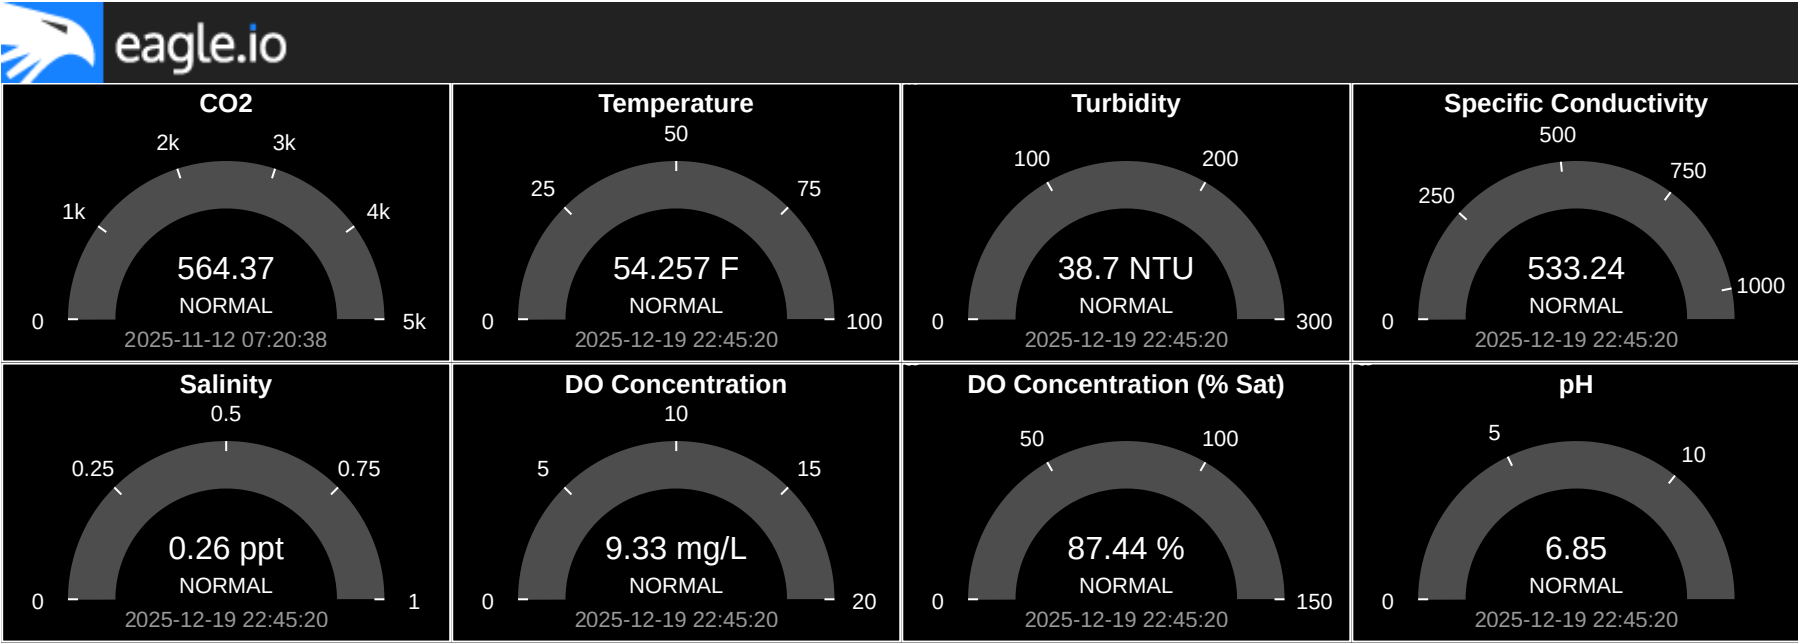 eagle.io
CO2
2k
3k
1k
4k
564.37
NORMAL
0
5k
2025-11-12 07:20:38
Temperature
50
25
75
54.257 F
NORMAL
0
100
2025-12-19 22:45:20
Turbidity
100
200
38.7 NTU
NORMAL
0
300
2025-12-19 22:45:20
Specific Conductivity
500
750
250
533.24
1000
NORMAL
0
2025-12-19 22:45:20
Salinity
0.5
0.25
0.75
0.26 ppt
NORMAL
0
1
2025-12-19 22:45:20
DO Concentration
10
5
15
9.33 mg/L
NORMAL
0
20
2025-12-19 22:45:20
DO Concentration (% Sat)
50
100
87.44 %
NORMAL
0
150
2025-12-19 22:45:20
pH
5
10
6.85
NORMAL
0
2025-12-19 22:45:20